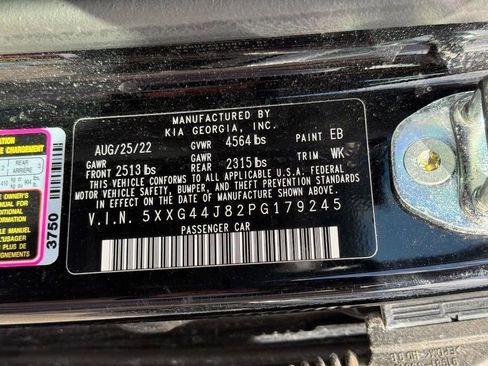 MANUFACTURED BY
KIA GEORGIA, INC.
AUG/25/22 GVWR 4564 lbs PAINT EB
GAWR FRONT 2513 lbs GAWR REAR 2315 lbs TRIM WK
THIS VEHICLE CONFORMS TO ALL APPLICABLE U.S.A. FEDERAL
MOTOR VEHICLE SAFETY, BUMPER, AND THEFT PREVENTION STANDARDS
IN EFFECT ON THE DATE OF MANUFACTURE SHOWN ABOVE.
V.I.N. 5XXG44J82PG179245
PASSENGER CAR
3750
REAR
ARRIÈRE